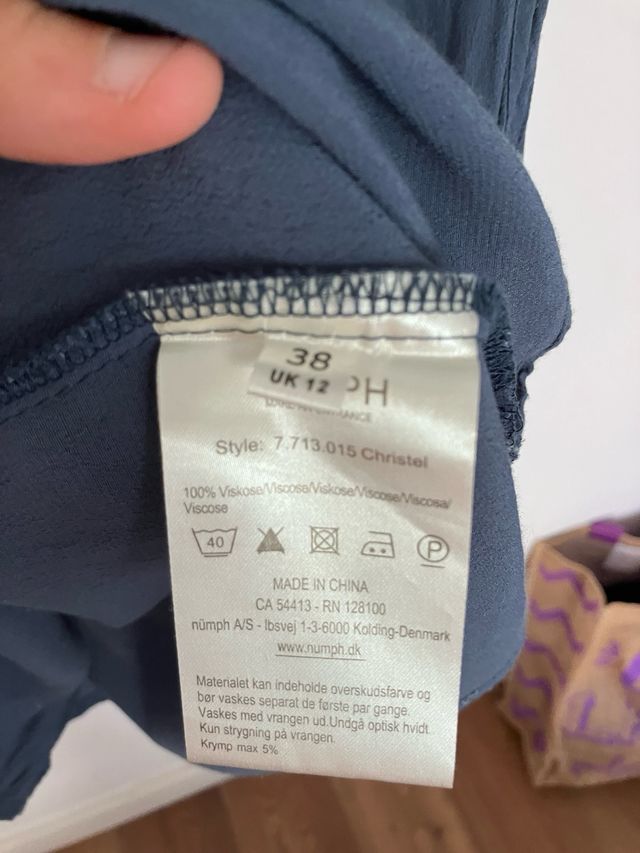 38
UK 12
PH
Style: 7.713.015 Christel
100% Viskose/Viscosa/Viskose/Viscose/Viscosa/
Viscose
40
P
MADE IN CHINA
CA 54413 - RN 128100
nümph A/S - Ibsvej 1-3-6000 Kolding-Denmark
www.numph.dk
Materialet kan indeholde overskudsfarve og
bør vaskes separat de første par gange.
Vaskes med vrangen ud.Undgå optisk hvidt.
Kun strygning på vrangen.
Krymp max 5%